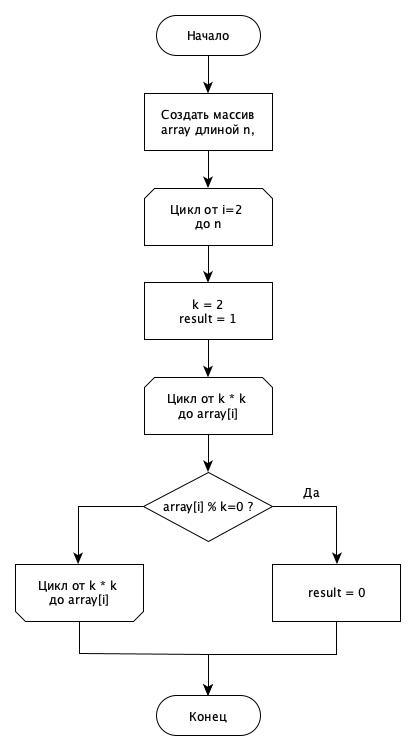 Начало
Создать массив
array длиной n,
Цикл от i=2
до n
k = 2
result = 1
Цикл от k * k
до array[i]
array[i] % k=0 ?
Да
Цикл от k * k
до array[i]
result = 0
Конец